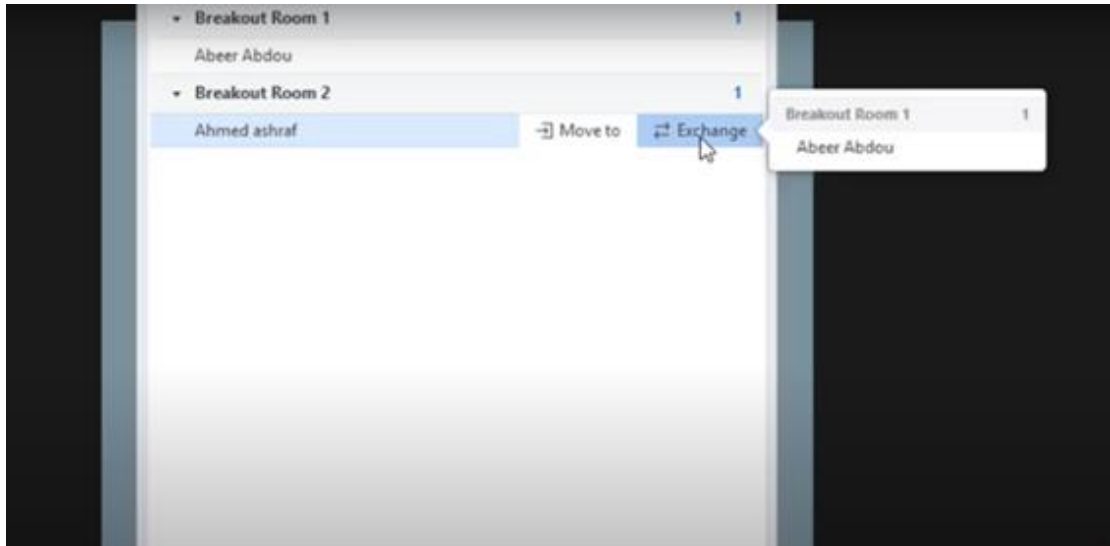 Breakout Room 1 1
Abeer Abdou
Breakout Room 2 1
Ahmed ashraf Move to Exchange
Breakout Room 1 1
Abeer Abdou